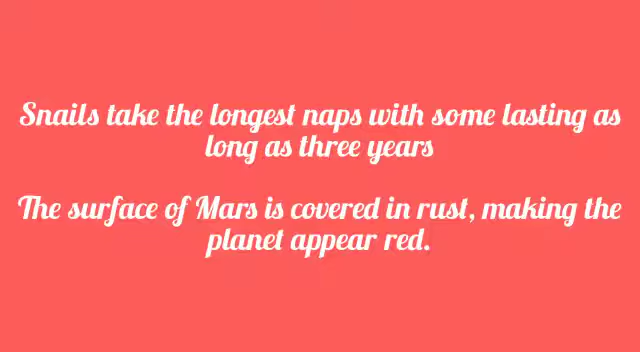 Snails take the longest naps with some lasting as
long as three years
The surface of Mars is covered in rust, making the
planet appear red.